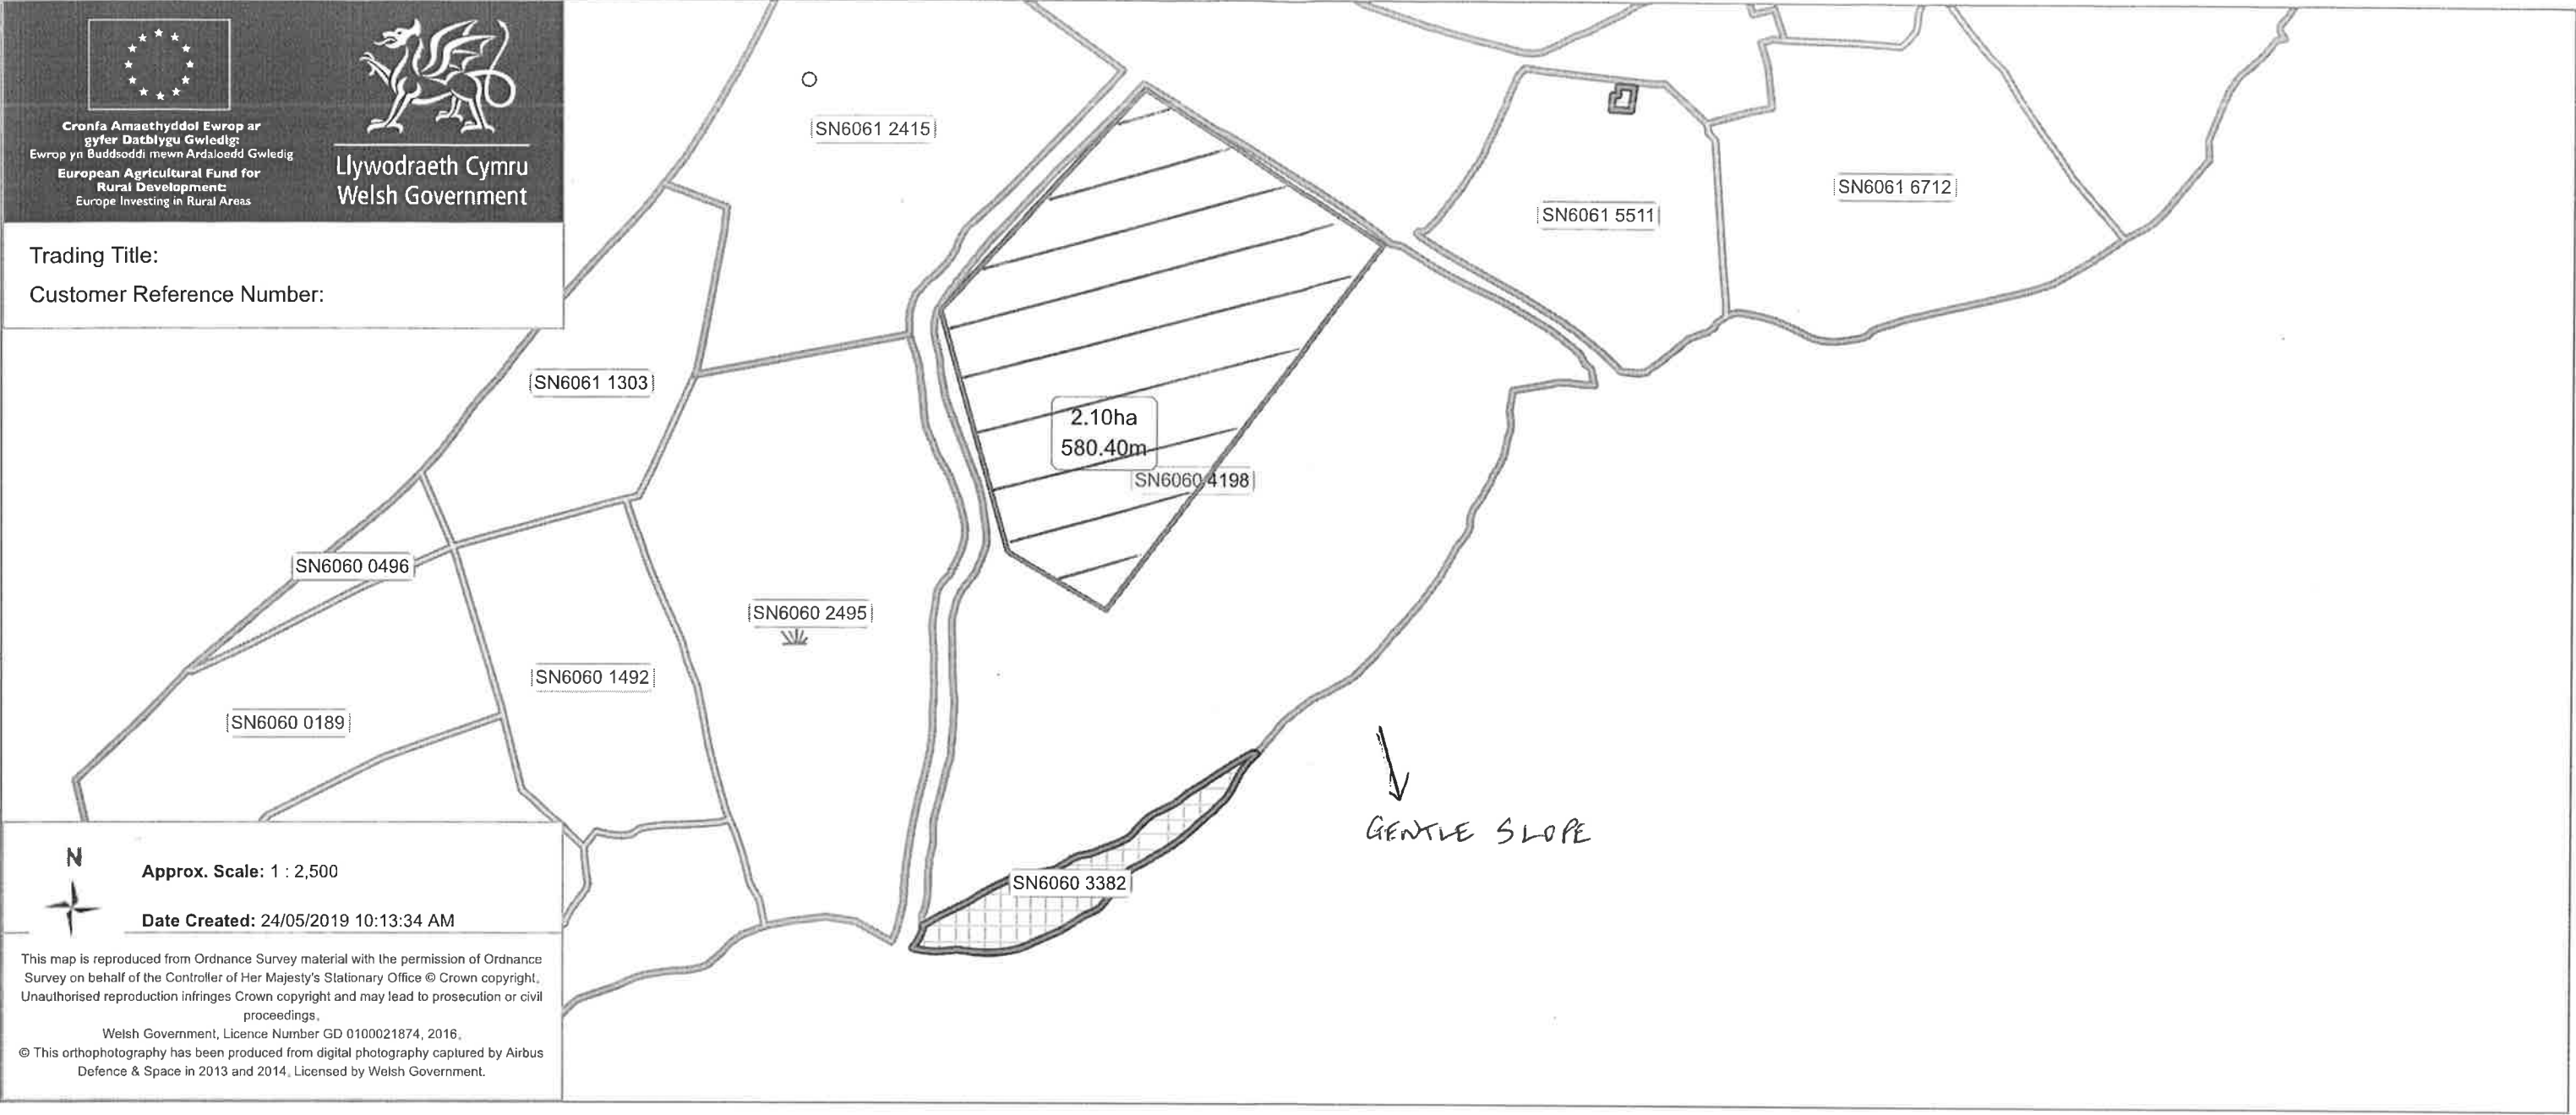 Cronfa Amaethyddol Ewrop ar
gyfer Datblygu Gwledig:
Ewrop yn Buddsoddi mewn Ardaloedd Gwledig
European Agricultural Fund for
Rural Development:
Europe Investing in Rural Areas
Llywodraeth Cymru
Welsh Government
Trading Title:
Customer Reference Number:
SN6061 2415
SN6061 5511
SN6061 6712
SN6061 1303
2.10ha
580.40m
SN6060 4198
SN6060 0496
SN6060 2495
SN6060 1492
SN6060 0189
GENTLE SLOPE
SN6060 3382
N
Approx. Scale: 1 : 2,500
Date Created: 24/05/2019 10:13:34 AM
This map is reproduced from Ordnance Survey material with the permission of Ordnance
Survey on behalf of the Controller of Her Majesty's Stationary Office © Crown copyright.
Unauthorised reproduction infringes Crown copyright and may lead to prosecution or civil
proceedings.
Welsh Government, Licence Number GD 0100021874, 2016.
© This orthophotography has been produced from digital photography captured by Airbus
Defence & Space in 2013 and 2014. Licensed by Welsh Government.